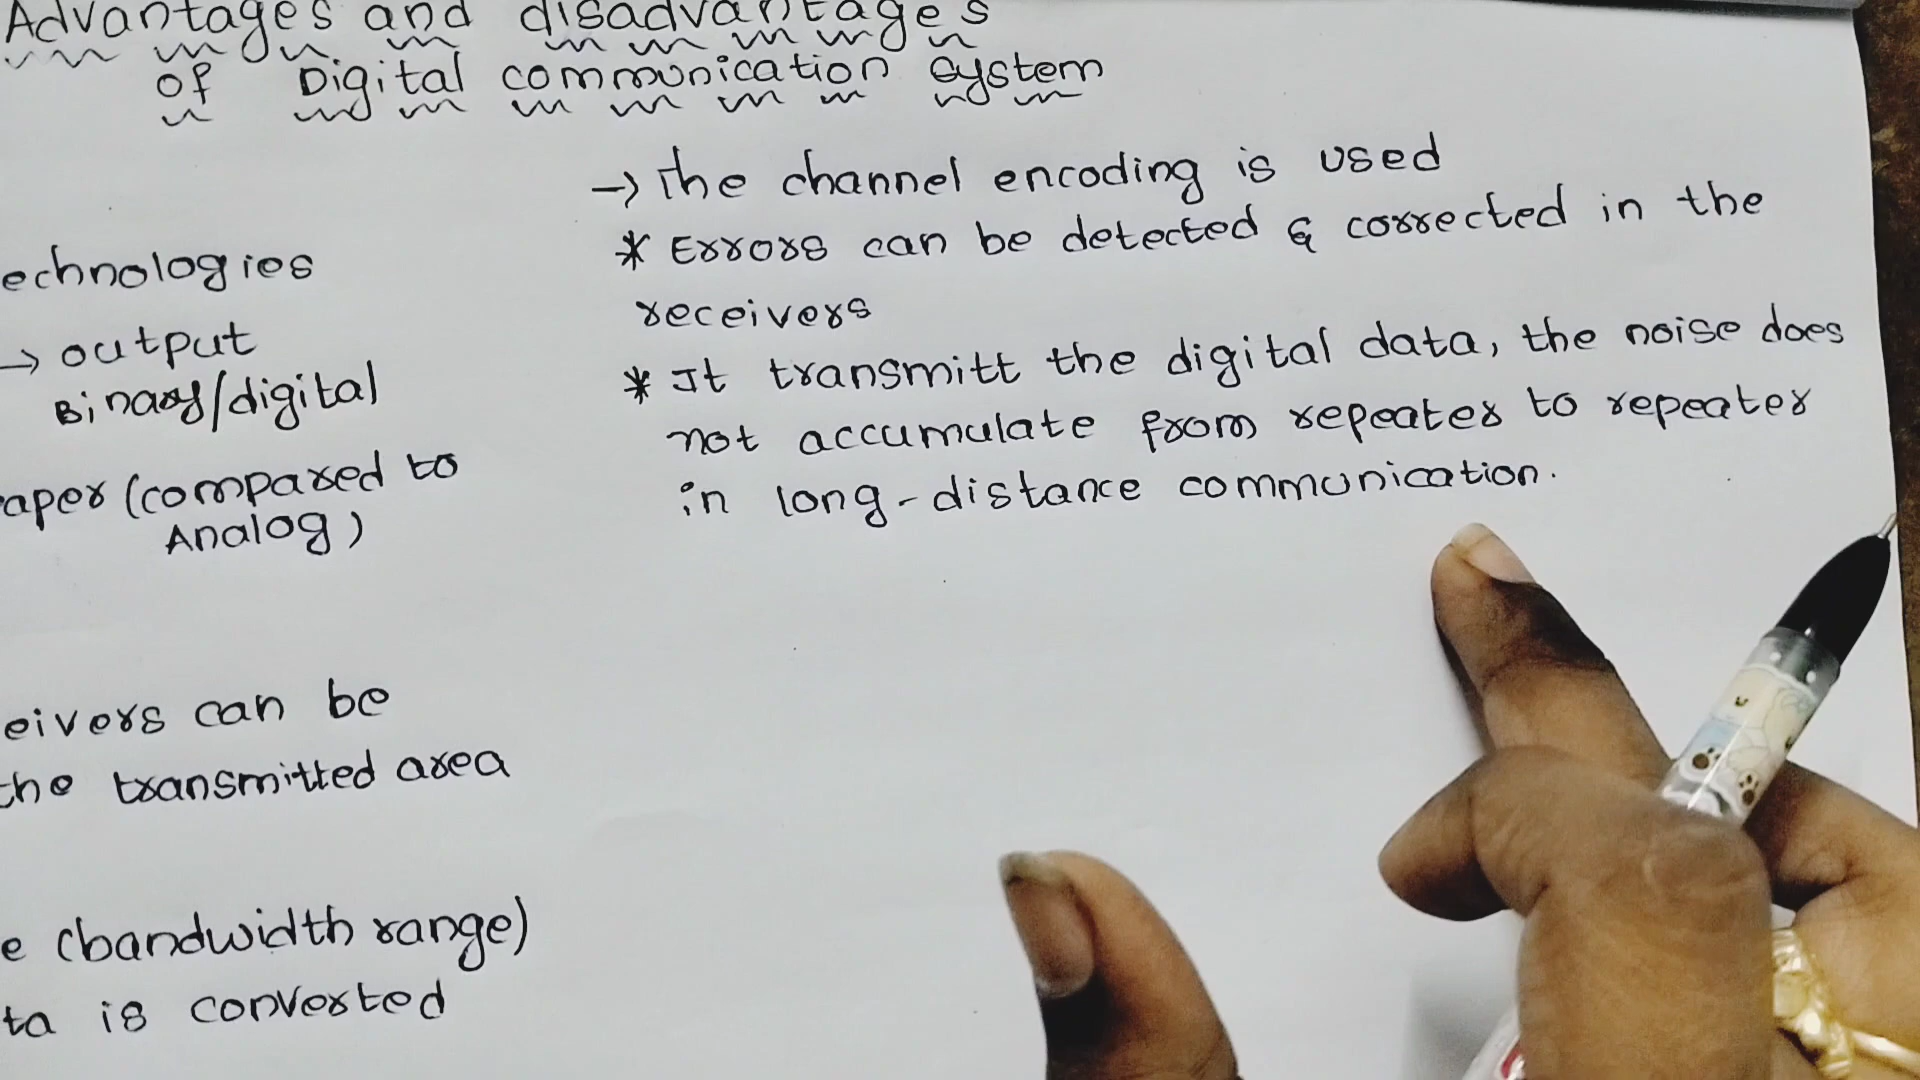 Advantages and disadvantages
of Digital communication system
echnologies
→ output
Binary/digital
aper (compared to
Analog)
eivers can be
the transmitted area
e (bandwidth range)
ta is converted
→ The channel encoding is used
* Errors can be detected & corrected in the
receivers
* It transmitt the digital data, the noise does
not accumulate from repeater to repeater
in long-distance communication.